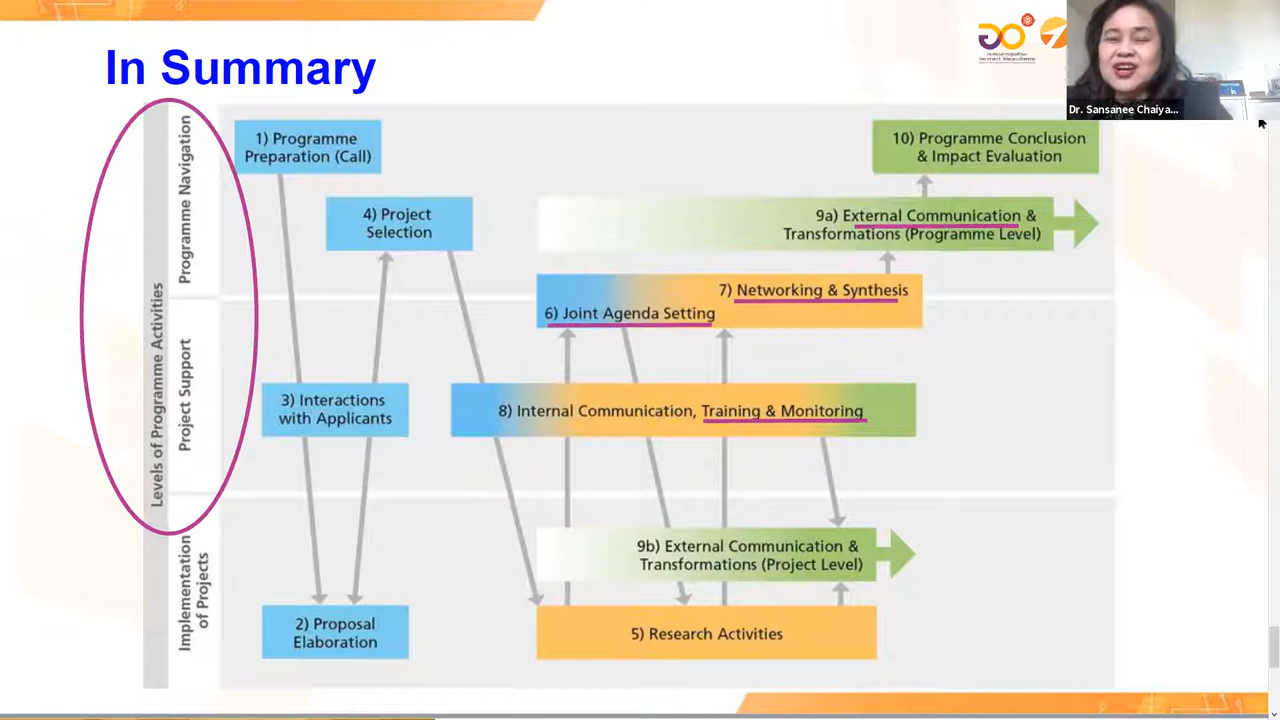 In Summary
Dr. Sansanee Chaiya...
Levels of Programme Activities
Programme Navigation
Project Support
Implementation
of Projects
1) Programme
Preparation (Call)
10) Programme Conclusion
& Impact Evaluation
4) Project
Selection
9a) External Communication &
Transformations (Programme Level)
7) Networking & Synthesis
6) Joint Agenda Setting
3) Interactions
with Applicants
8) Internal Communication, Training & Monitoring
9b) External Communication &
Transformations (Project Level)
2) Proposal
Elaboration
5) Research Activities